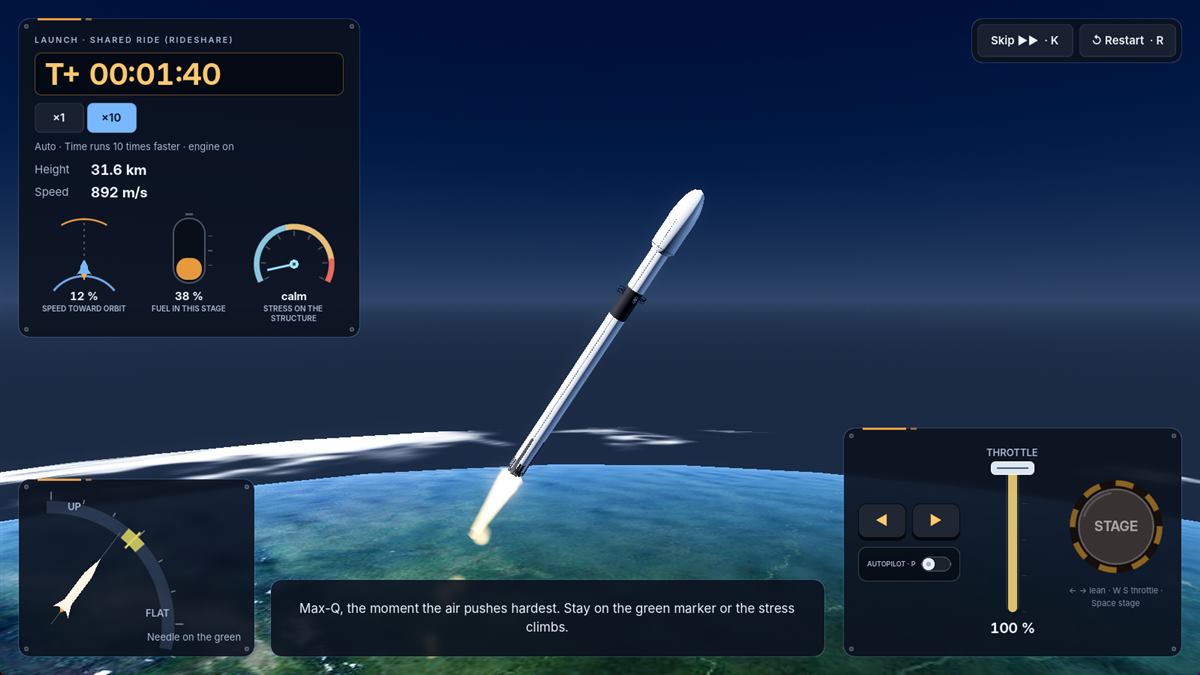 LAUNCH · SHARED RIDE (RIDESHARE)
T+ 00:01:40
×1
×10
Auto · Time runs 10 times faster · engine on
Height 31.6 km
Speed 892 m/s
12 %
SPEED TOWARD ORBIT
38 %
FUEL IN THIS STAGE
calm
STRESS ON THE
STRUCTURE
Skip ▶▶ · K
↺ Restart · R
UP
FLAT
Needle on the green
Max-Q, the moment the air pushes hardest. Stay on the green marker or the stress
climbs.
THROTTLE
◀
▶
AUTOPILOT · P
STAGE
← → lean · W S throttle ·
Space stage
100 %